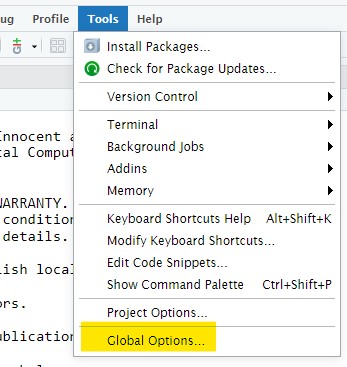 ug Profile Tools Help
Install Packages...
Check for Package Updates...
Version Control
Innocent a
tal Compu
Terminal
Background Jobs
Addins
WARRANTY.
Memory
condition
Keyboard Shortcuts Help Alt+Shift+K
details.
Modify Keyboard Shortcuts...
lish local
Edit Code Snippets...
Show Command Palette Ctrl+Shift+P
ors.
Project Options...
ublication
Global Options...